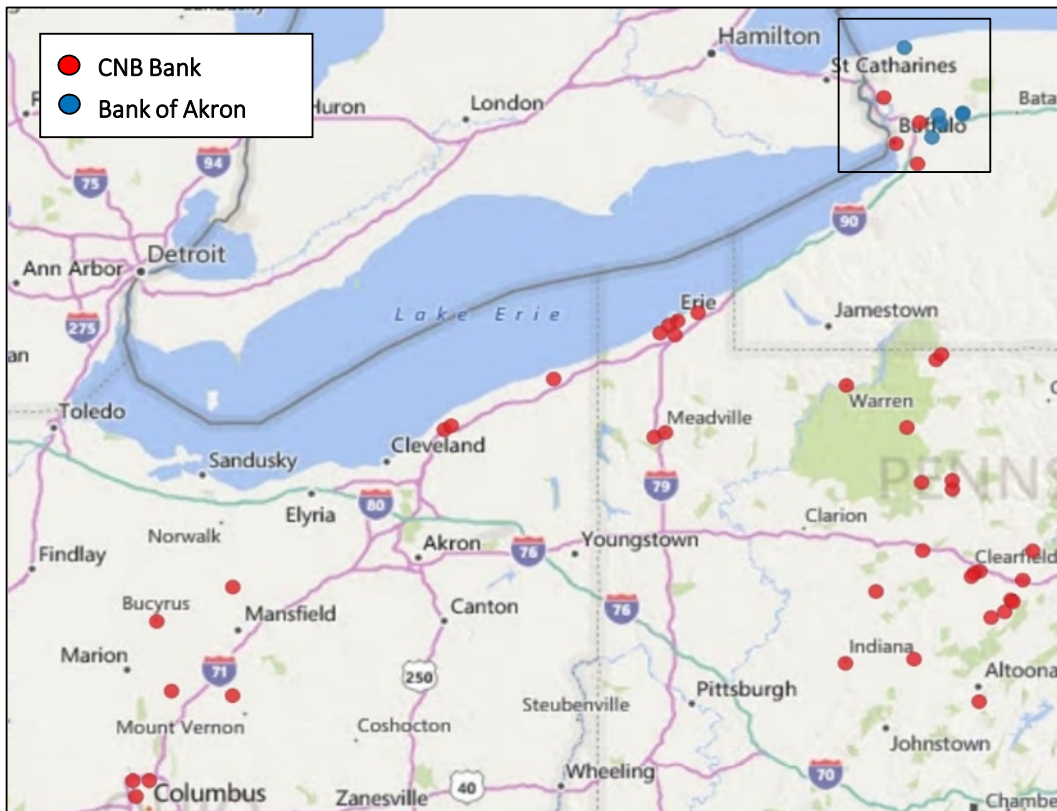 Hamilton
CNB Bank
St Catharines
Huron
London
Bank of Akron
Bata
Buffalo
94
75
90
Detroit
Ann Arbor
Erie
Lake Erie
Jamestown
275
an
Warren
Toledo
Meadville
Cleveland
Sandusky
PENNS
79
80
Elyria
Clarion
Norwalk
Akron
76
Youngstown
Findlay
Clearfield
Bucyrus
Canton
76
Mansfield
Marion
Indiana
71
250
Altoona
Pittsburgh
Steubenville
Mount Vernon
Coshocton
Johnstown
Wheeling
70
Columbus
40
Zanesville
Chambe